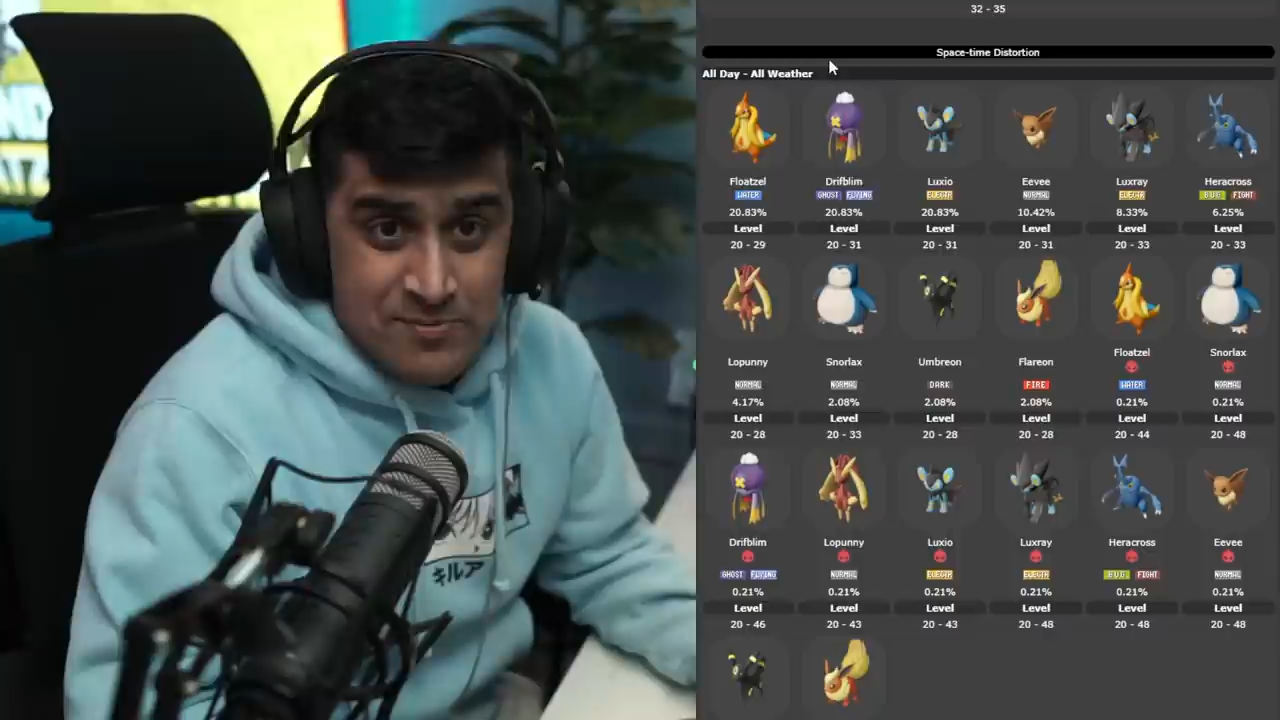 32 - 35
Space-time Distortion
All Day - All Weather
Floatzel Drifblim Luxio Eevee Luxray Heracross
WATER GHOST FLYING ELECTR NORMAL ELECTR BUG FIGHT
20.83% 20.83% 20.83% 10.42% 8.33% 6.25%
Level Level Level Level Level Level
20 - 29 20 - 31 20 - 31 20 - 31 20 - 33 20 - 33
Lopunny Snorlax Umbreon Flareon Floatzel Snorlax
NORMAL NORMAL DARK FIRE WATER NORMAL
4.17% 2.08% 2.08% 2.08% 0.21% 0.21%
Level Level Level Level Level Level
20 - 28 20 - 33 20 - 28 20 - 28 20 - 44 20 - 48
Drifblim Lopunny Luxio Luxray Heracross Eevee
GHOST FLYING NORMAL ELECTR ELECTR BUG FIGHT NORMAL
0.21% 0.21% 0.21% 0.21% 0.21% 0.21%
Level Level Level Level Level Level
20 - 46 20 - 43 20 - 43 20 - 48 20 - 48 20 - 48
キルア